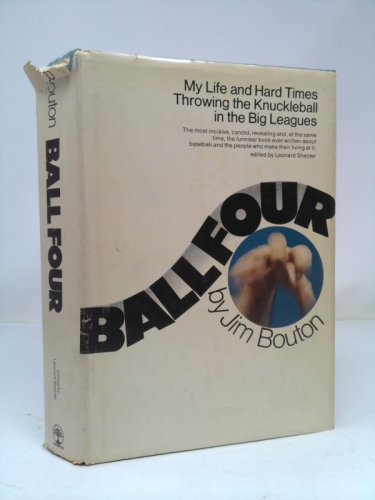 My Life and Hard Times
Throwing the Knuckleball
in the Big Leagues
The most incisive, candid, revealing and, at the same
time, the funniest book ever written about
baseball and the people who make their living at it.
edited by Leonard Shecter
BALL FOUR
by Jim Bouton
Bouton
BALL FOUR